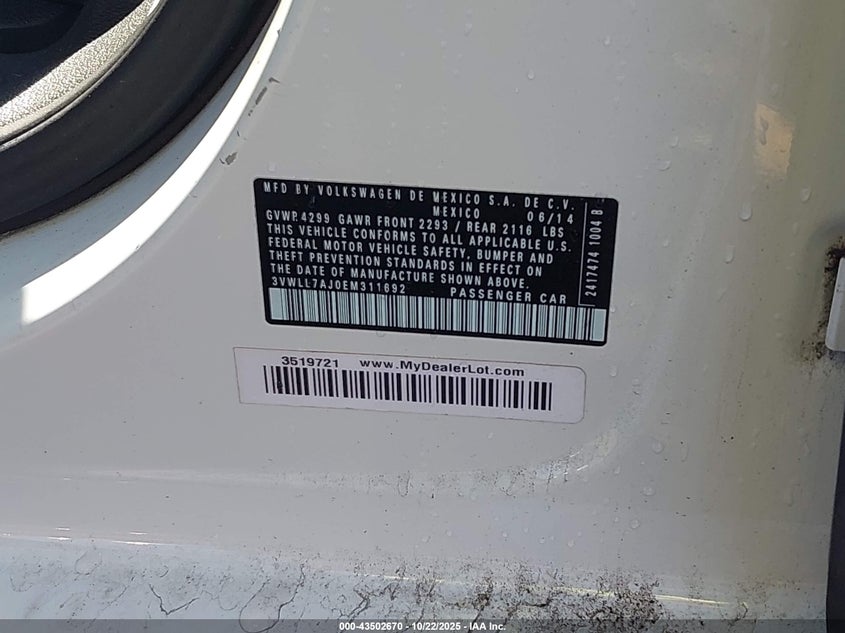 MFD BY VOLKSWAGEN DE MEXICO S.A. DE C.V.
MEXICO 06/14
GVWR 4299 GAWR FRONT 2293 / REAR 2116 LBS
THIS VEHICLE CONFORMS TO ALL APPLICABLE U.S.
FEDERAL MOTOR VEHICLE SAFETY, BUMPER AND
THEFT PREVENTION STANDARDS IN EFFECT ON
THE DATE OF MANUFACTURE SHOWN ABOVE.
3VWLL7AJ0EM311692 PASSENGER CAR
2417474 1004 B
3519721 www.MyDealerLot.com
000-43502670 - 10/22/2025 - IAA Inc.